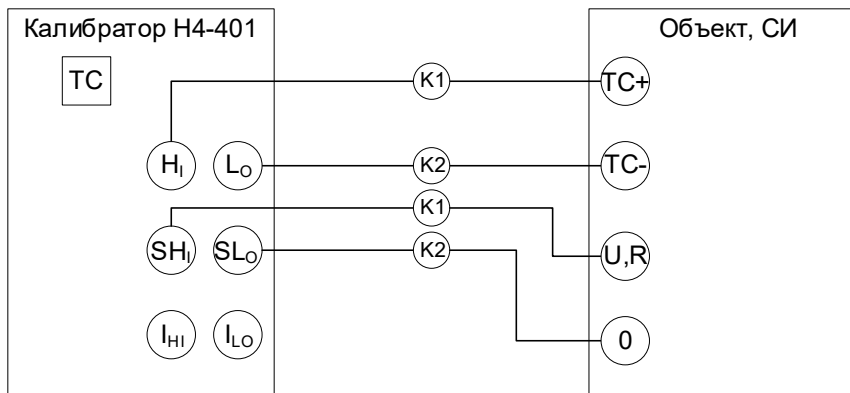 Калибратор Н4-401
Объект, СИ
TC
K1
TC+
HI
LO
K2
TC-
K1
SHI
SLO
K2
U,R
IHI
ILO
0